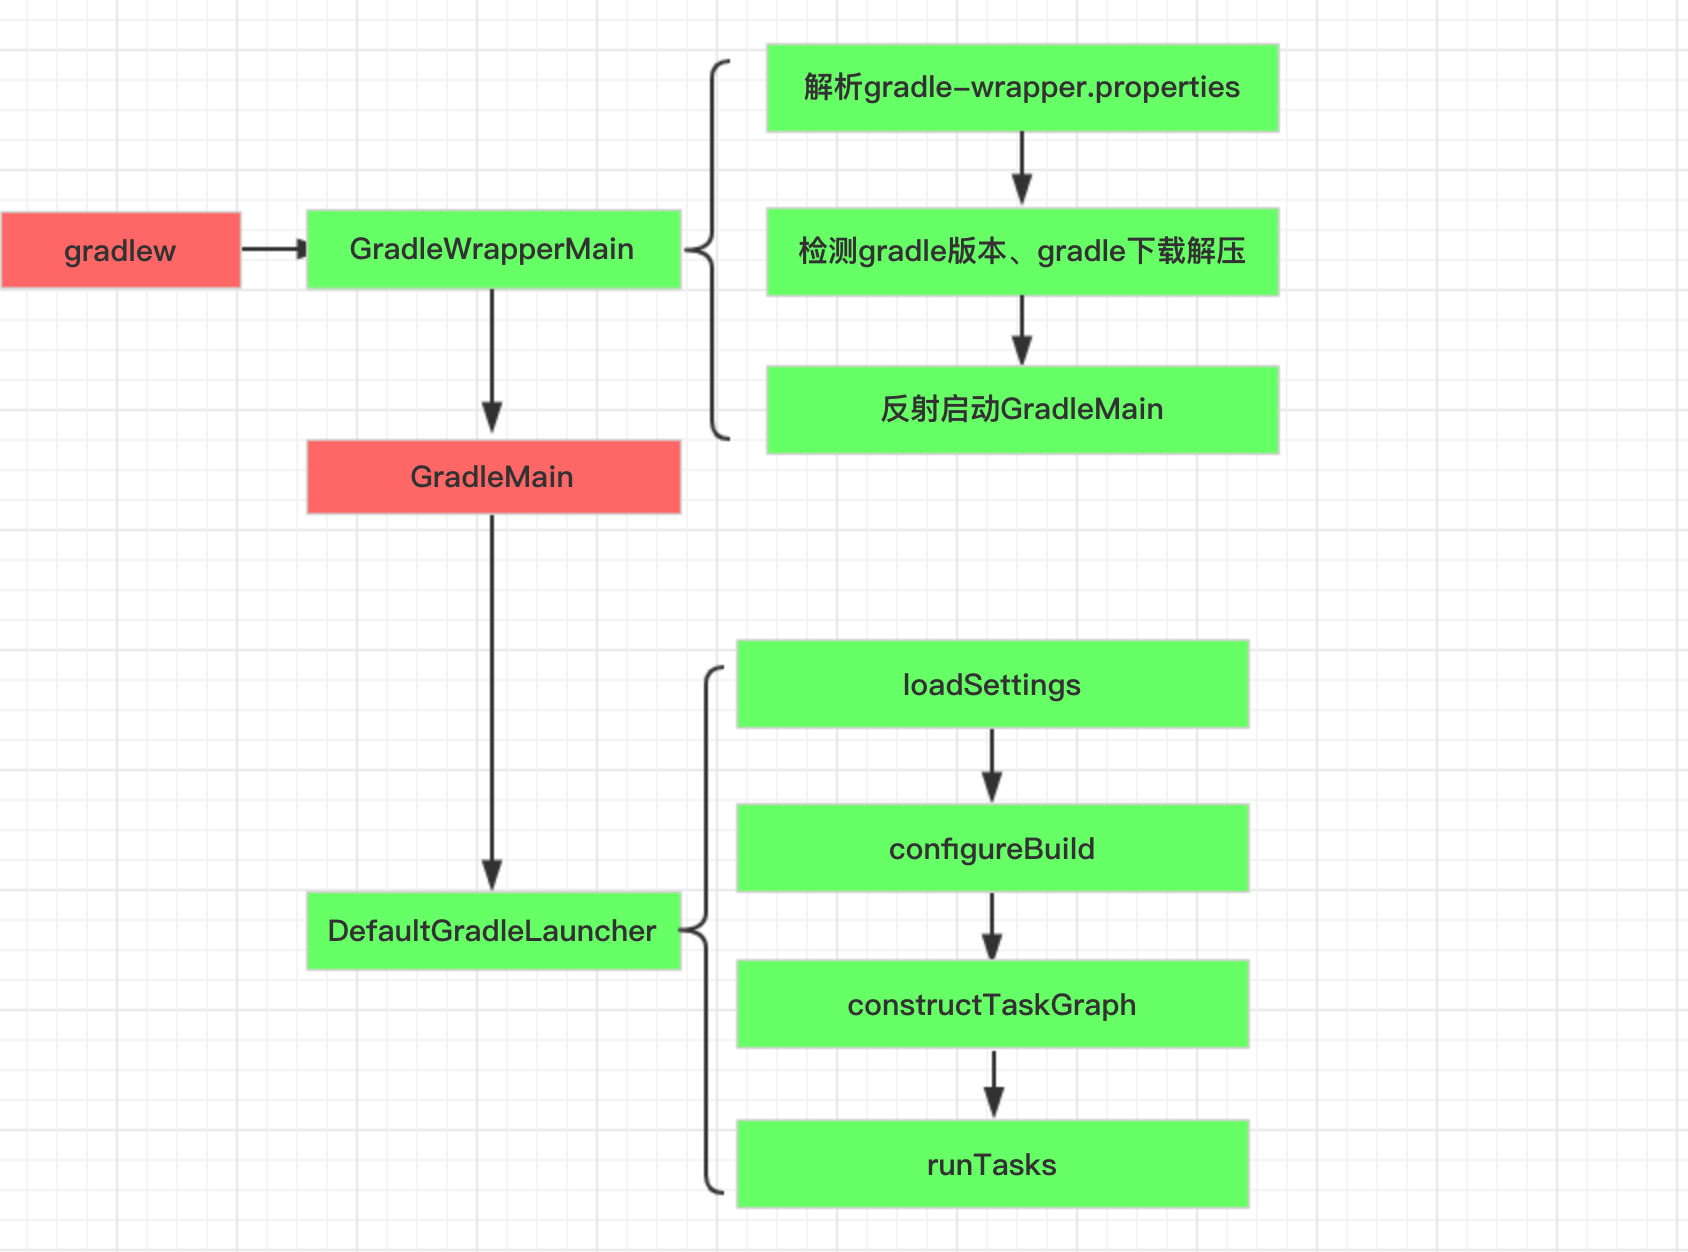 解析gradle-wrapper.properties
gradlew
GradleWrapperMain
检测gradle版本、gradle下载解压
反射启动GradleMain
GradleMain
loadSettings
configureBuild
DefaultGradleLauncher
constructTaskGraph
runTasks